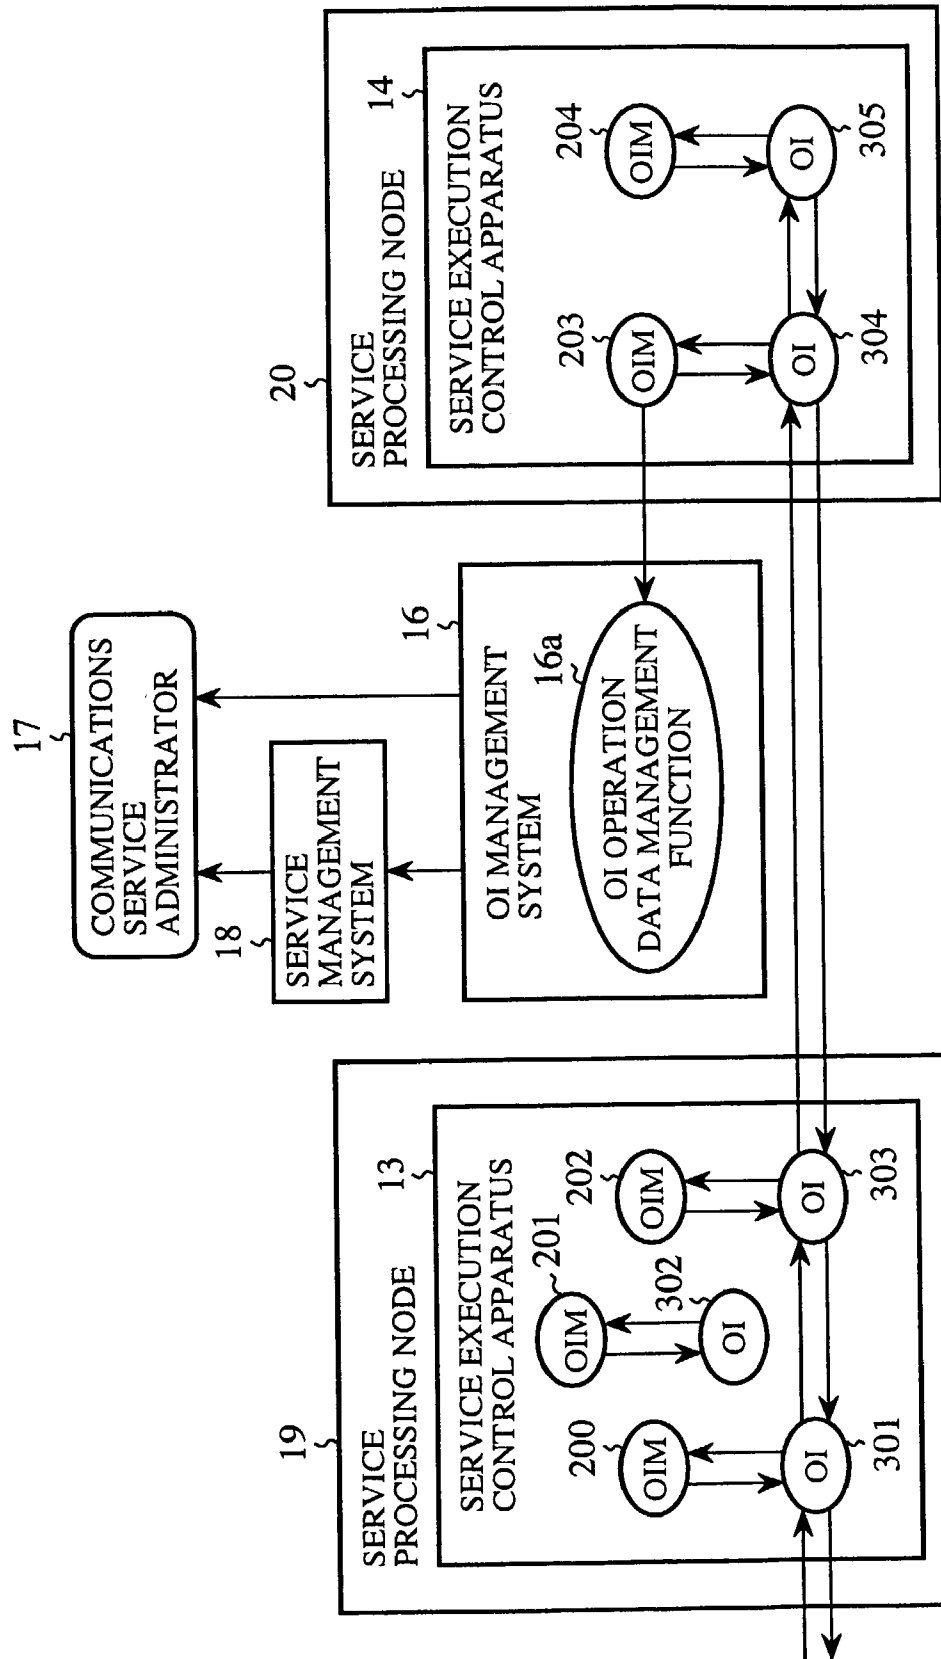 17
COMMUNICATIONS
SERVICE
ADMINISTRATOR
18
SERVICE
MANAGEMENT
SYSTEM
19
SERVICE
PROCESSING NODE
13
SERVICE EXECUTION
CONTROL APPARATUS
200
OIM
201
OIM
202
OIM
302
OI
OI
301
OI
303
16
OI MANAGEMENT
SYSTEM
16a
OI OPERATION
DATA MANAGEMENT
FUNCTION
20
SERVICE
PROCESSING NODE
14
SERVICE EXECUTION
CONTROL APPARATUS
203
OIM
204
OIM
OI
304
OI
305